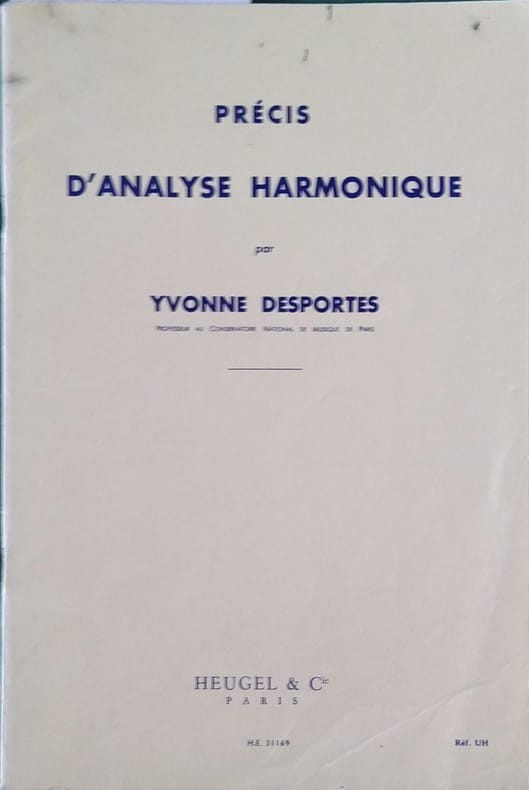 PRÉCIS
D'ANALYSE HARMONIQUE
par
YVONNE DESPORTES
PROFESSEUR AU CONSERVATOIRE NATIONAL DE MUSIQUE DE PARIS
HEUGEL & Cie
PARIS
H.E. 31169
Réf. UH